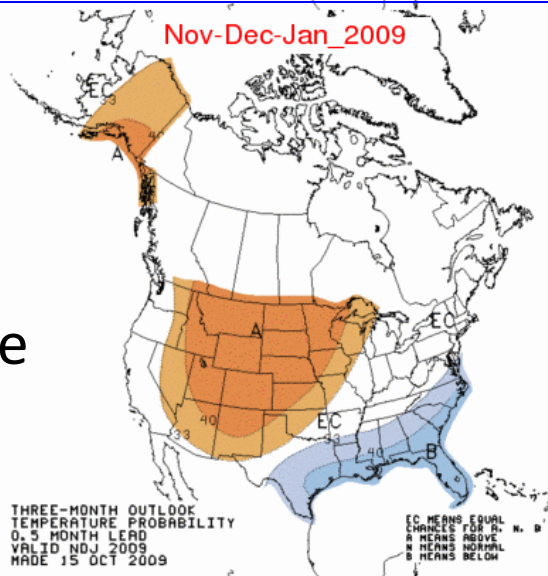 Nov-Dec-Jan_2009
EC
33
40
A
A
EC
e
40
33
EC
33
40
B
THREE-MONTH OUTLOOK
TEMPERATURE PROBABILITY
0.5 MONTH LEAD
VALID NDJ 2009
MADE 15 OCT 2009
EC MEANS EQUAL
CHANCES FOR A, N, B
A MEANS ABOVE
N MEANS NORMAL
B MEANS BELOW